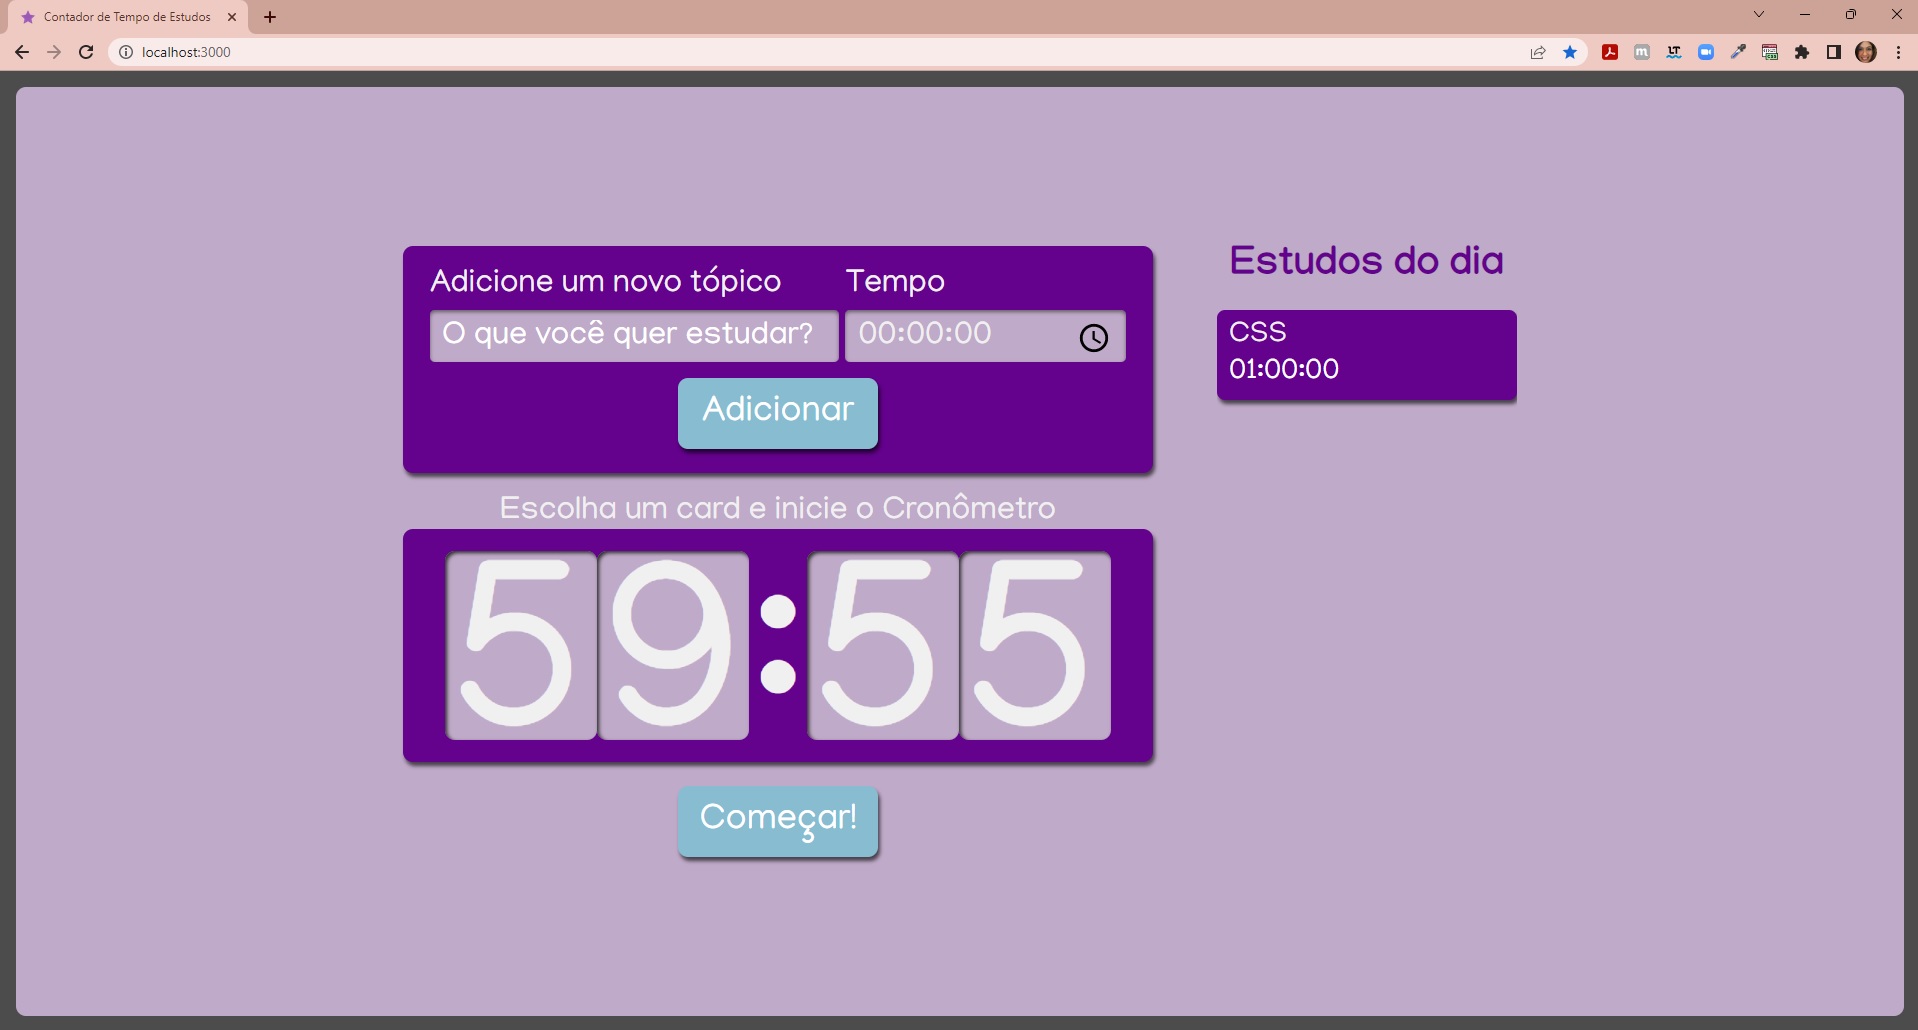 Contador de Tempo de Estudos
localhost:3000
Adicione um novo tópico
Tempo
O que você quer estudar?
00:00:00
Adicionar
Escolha um card e inicie o Cronômetro
59:55
Começar!
Estudos do dia
CSS
01:00:00